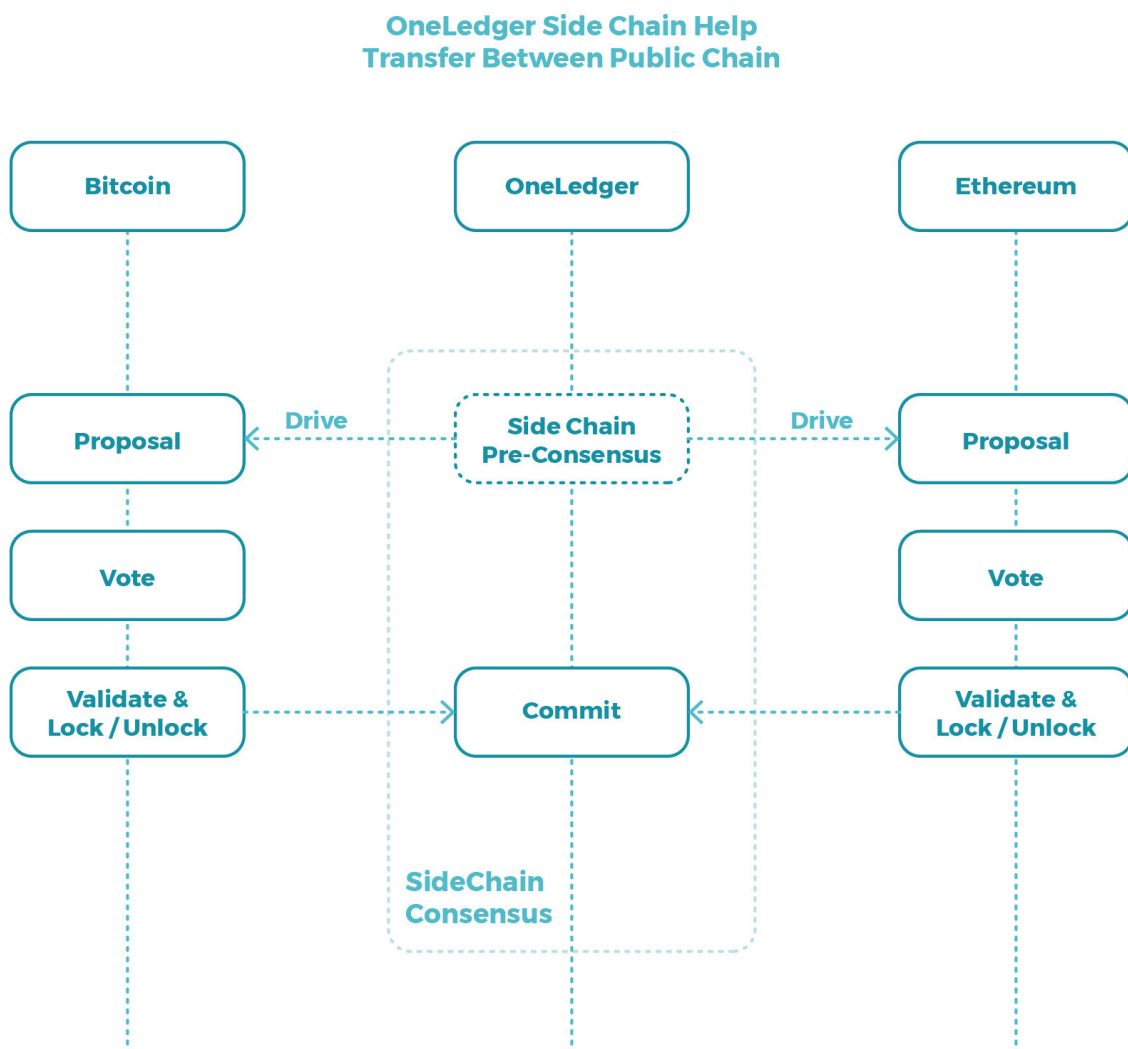 OneLedger Side Chain Help
Transfer Between Public Chain
Bitcoin
OneLedger
Ethereum
Proposal
Drive
Side Chain
Pre-Consensus
Drive
Proposal
Vote
Vote
Validate &
Lock / Unlock
Commit
Validate &
Lock / Unlock
SideChain
Consensus